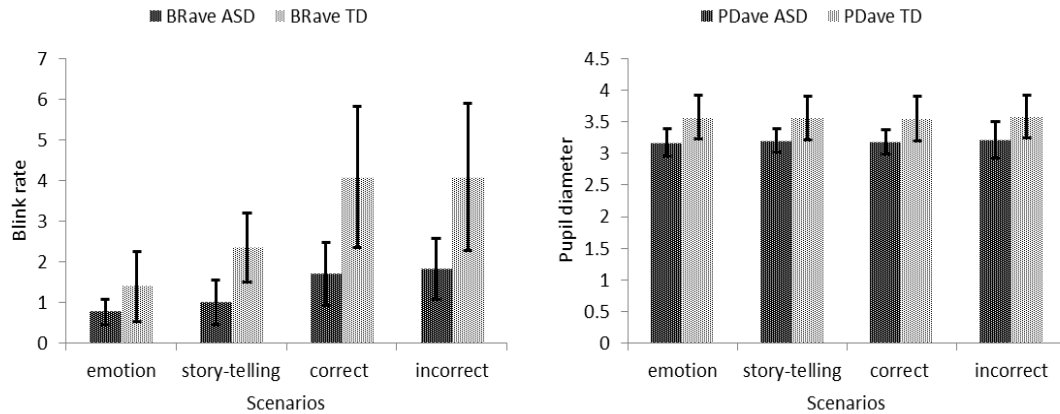 BRave ASD BRave TD
7
6
5
4
3
2
1
0
Blink rate
emotion story-telling correct incorrect
Scenarios
PDave ASD PDave TD
4.5
4
3.5
3
2.5
2
1.5
1
0.5
0
Pupil diameter
emotion story-telling correct incorrect
Scenarios